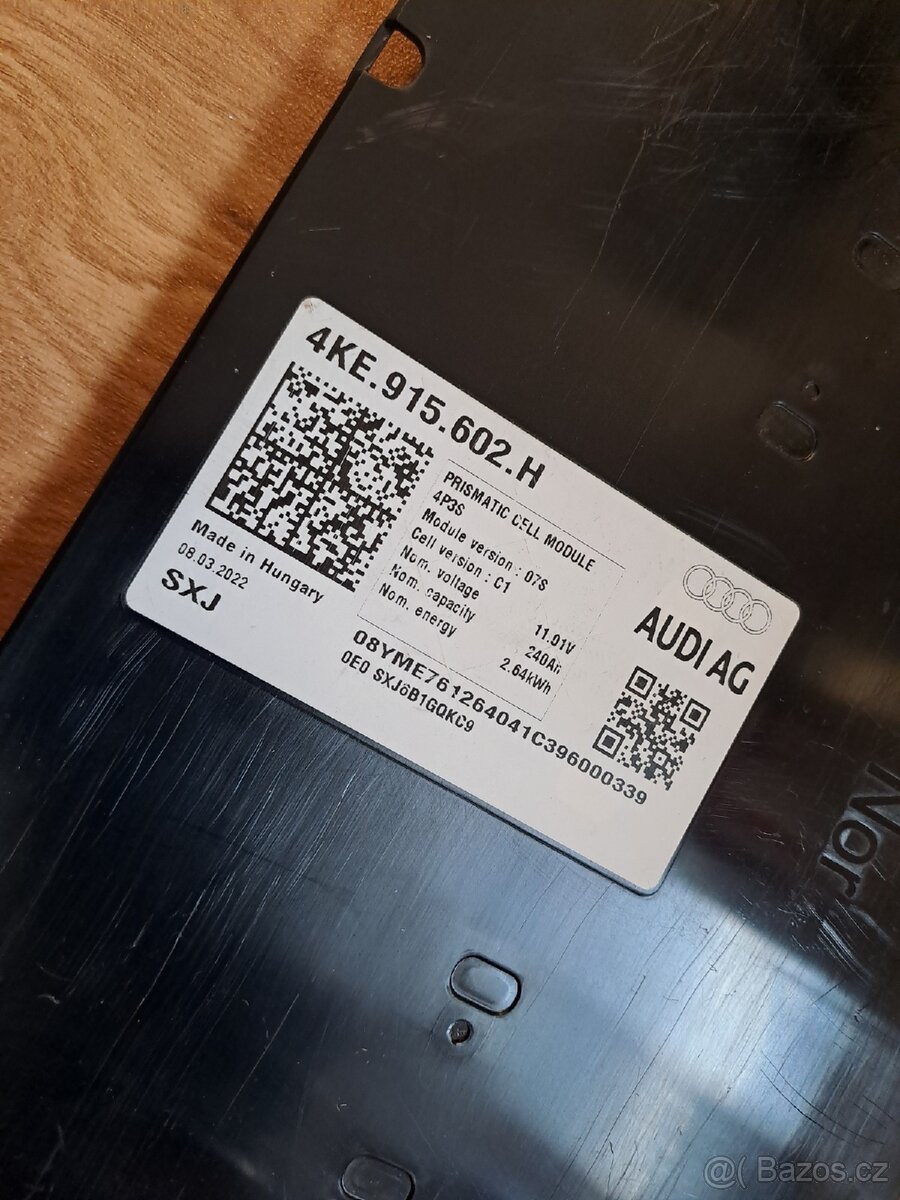 4KE.915.602.H
PRISMATIC CELL MODULE
4P3S
Module version : 07S
Cell version : C1
Nom. voltage 11.01V
Nom. capacity 240Ah
Nom. energy 2.64kWh
Made in Hungary
08.03.2022
SXJ
AUDI AG
08YME761264041C396000339
0E0 SXJ6B1GQKC9
Nor
@( Bazos.cz